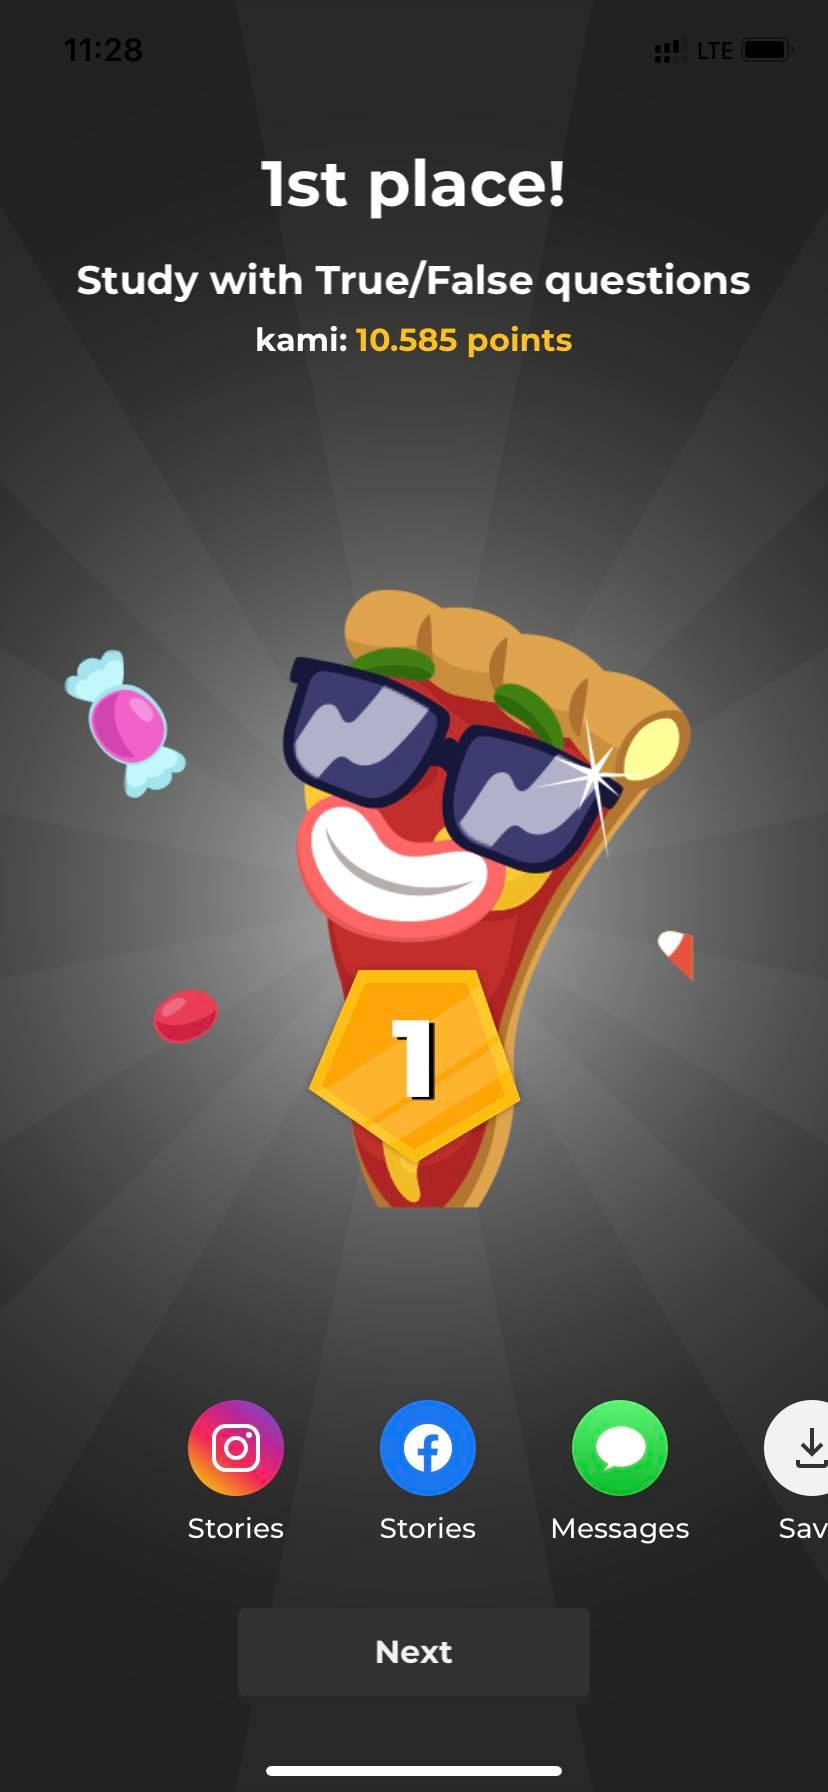 11:28
LTE
1st place!
Study with True/False questions
kami: 10.585 points
1
Stories
Stories
Messages
Sav
Next